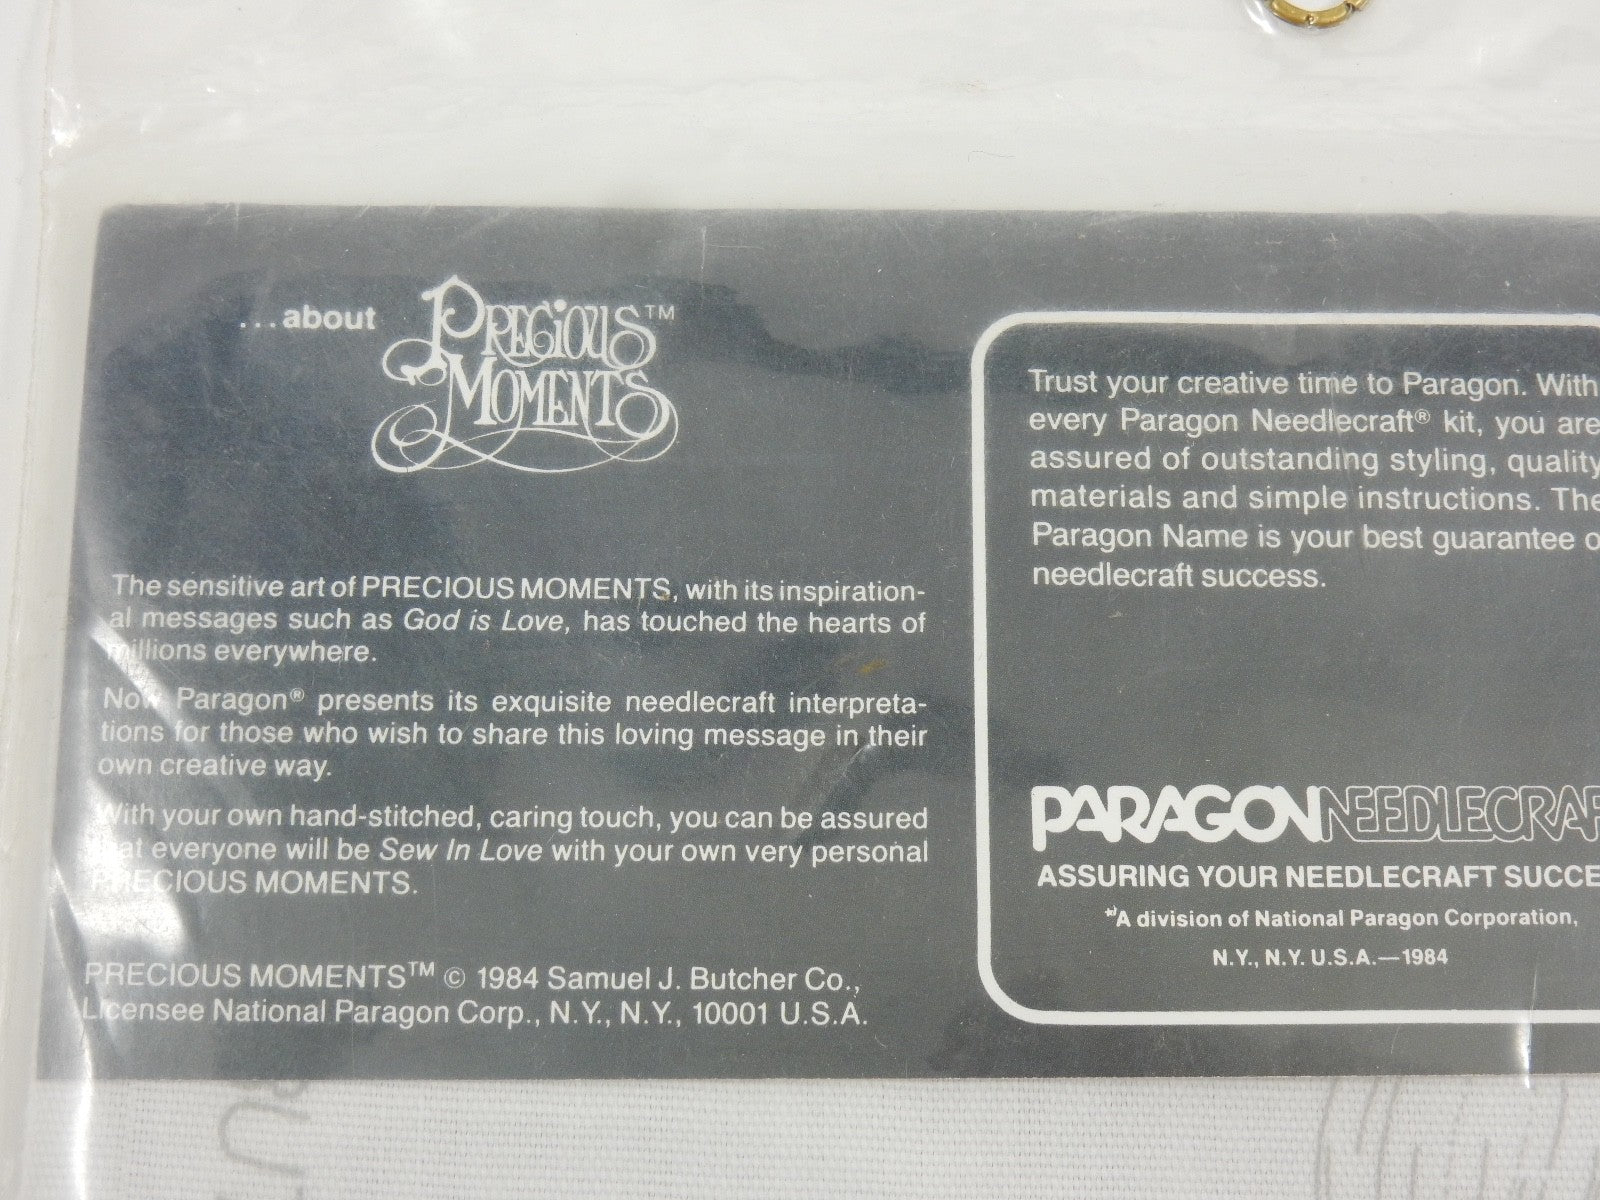 ...about PRECIOUS MOMENTS™
The sensitive art of PRECIOUS MOMENTS, with its inspiration-
al messages such as God is Love, has touched the hearts of
millions everywhere.
Now Paragon® presents its exquisite needlecraft interpreta-
tions for those who wish to share this loving message in their
own creative way.
With your own hand-stitched, caring touch, you can be assured
that everyone will be Sew In Love with your own very personal
PRECIOUS MOMENTS.
PRECIOUS MOMENTS™ © 1984 Samuel J. Butcher Co.,
Licensee National Paragon Corp., N.Y., N.Y., 10001 U.S.A.
Trust your creative time to Paragon. With
every Paragon Needlecraft® kit, you are
assured of outstanding styling, quality
materials and simple instructions. The
Paragon Name is your best guarantee o
needlecraft success.
PARAGON NEEDLECRAF
ASSURING YOUR NEEDLECRAFT SUCCE
*A division of National Paragon Corporation,
N.Y., N.Y. U.S.A.—1984